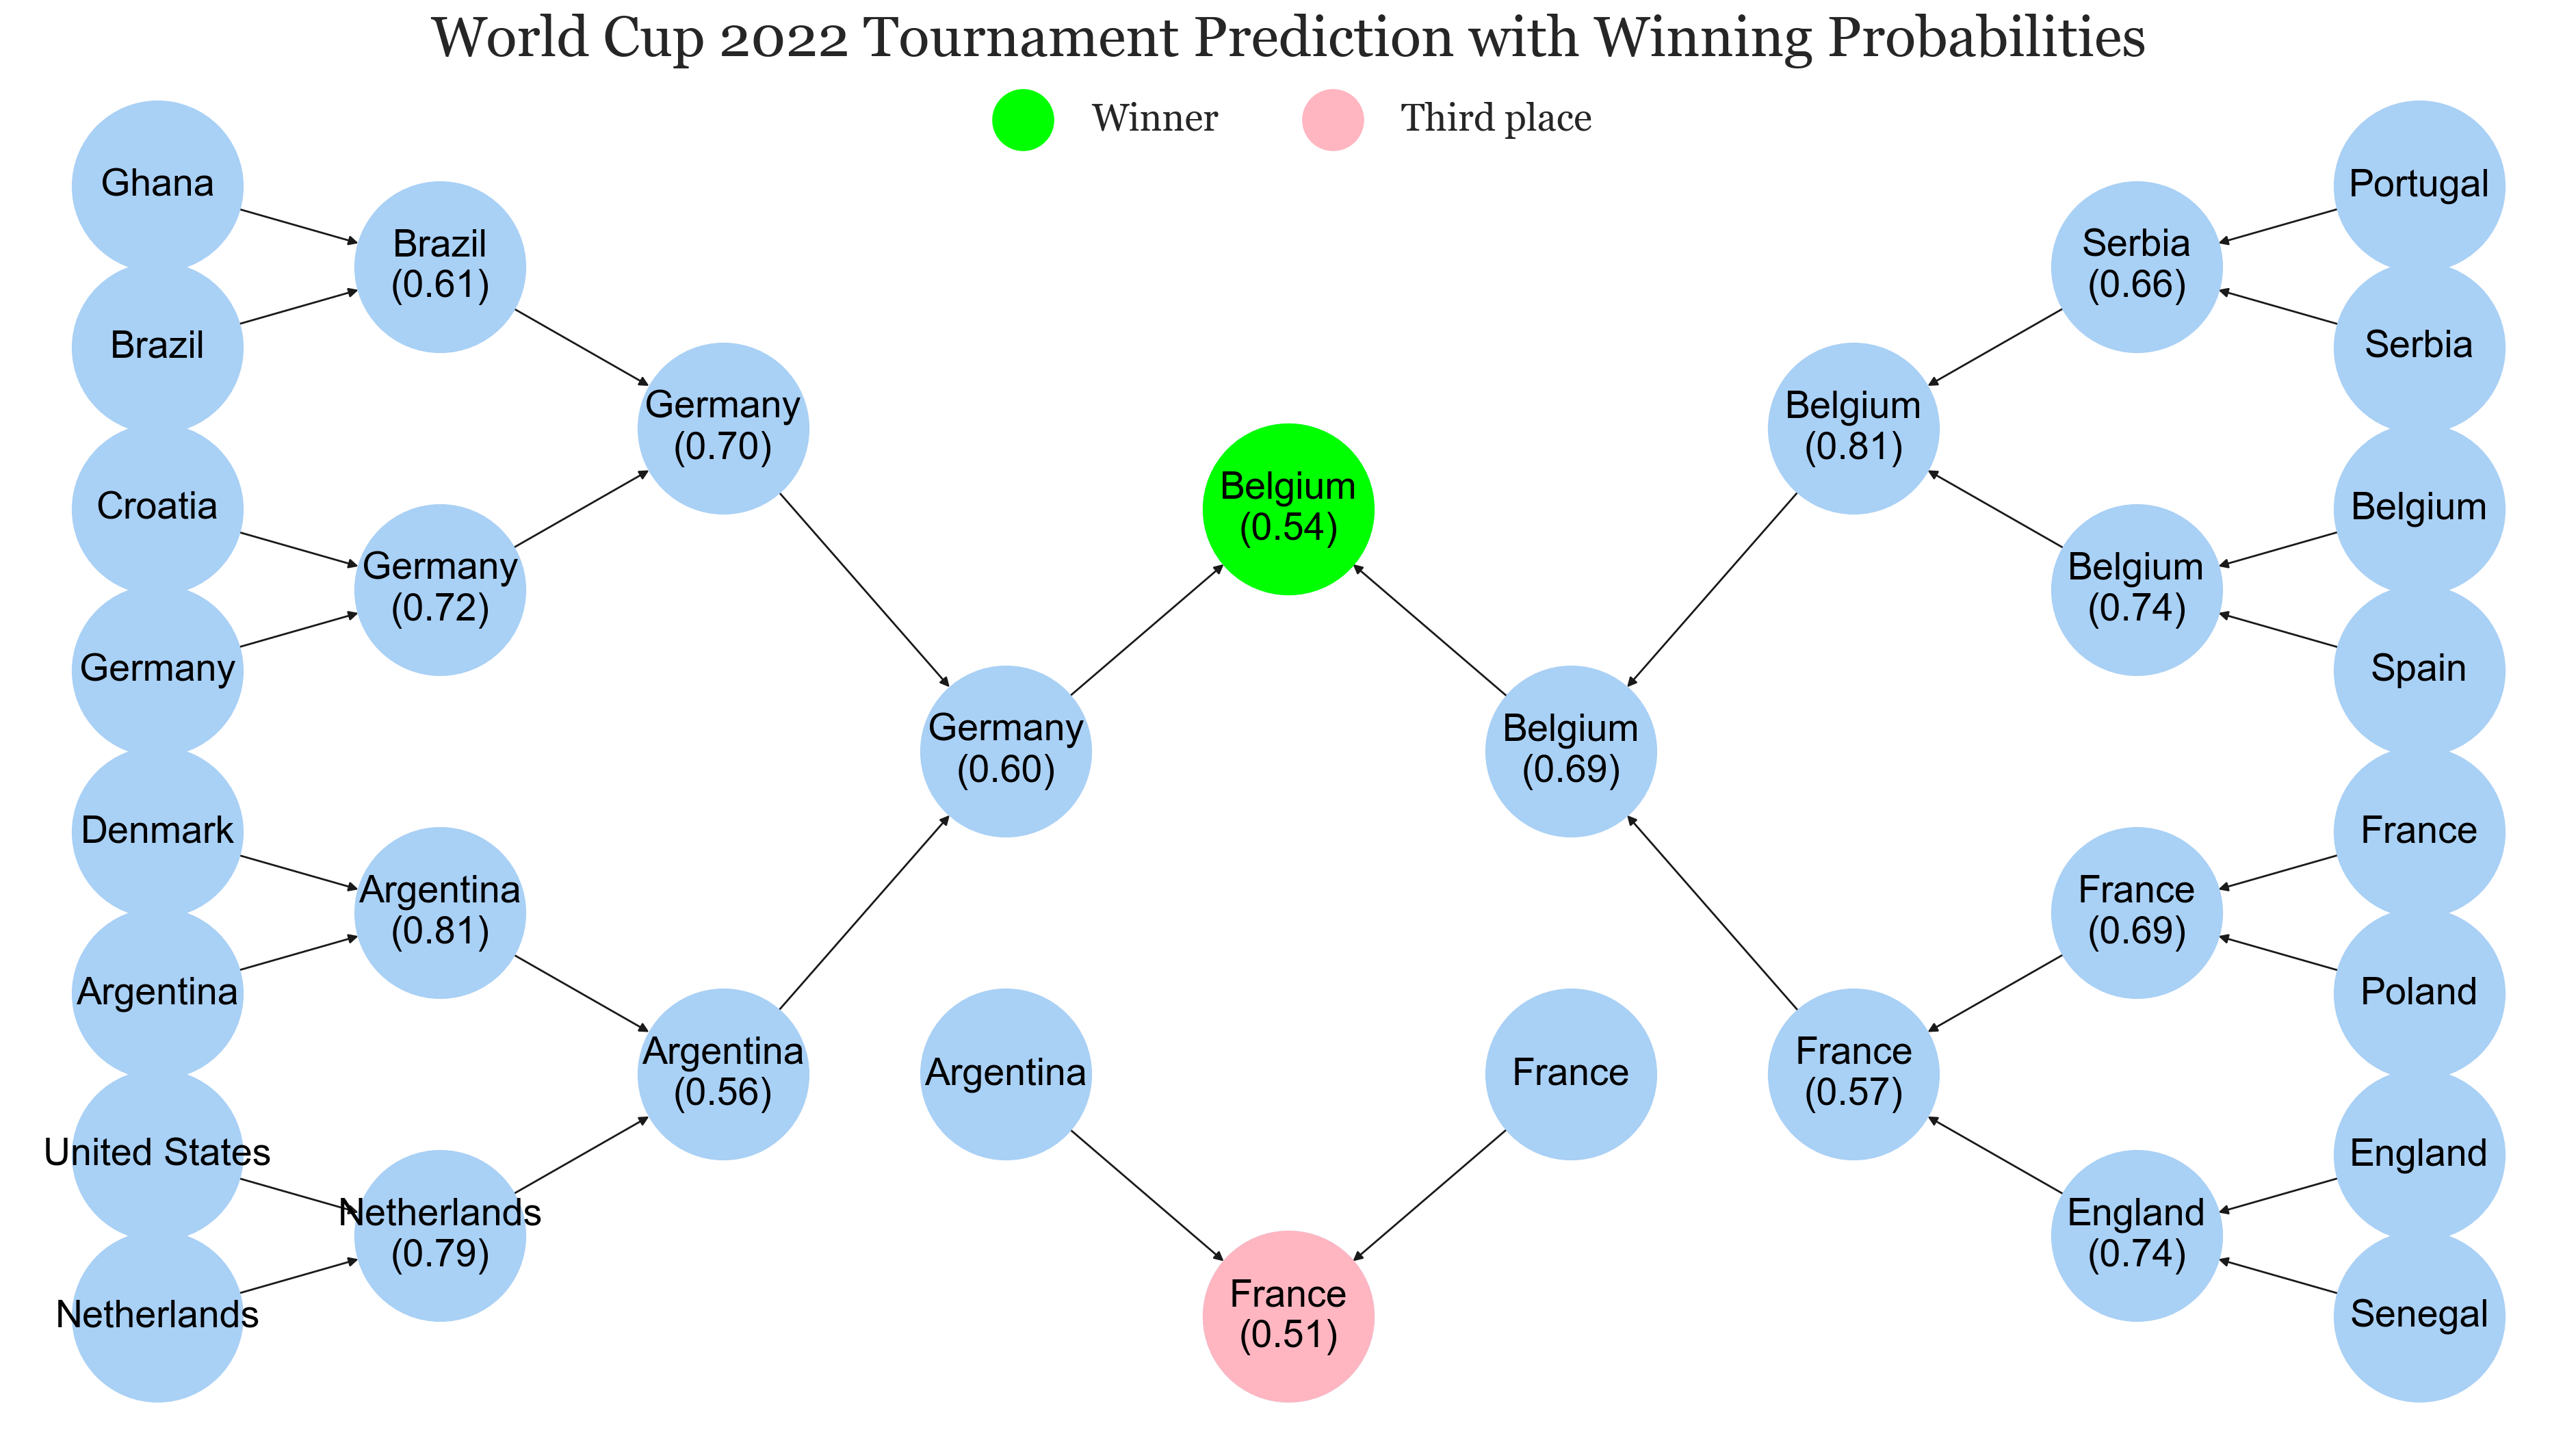 World Cup 2022 Tournament Prediction with Winning Probabilities
Winner
Third place
Ghana
Brazil
Croatia
Germany
Denmark
Argentina
United States
Netherlands
Brazil
(0.61)
Germany
(0.72)
Argentina
(0.81)
Netherlands
(0.79)
Germany
(0.70)
Argentina
(0.56)
Germany
(0.60)
Argentina
Belgium
(0.54)
France
(0.51)
Belgium
(0.69)
France
Belgium
(0.81)
France
(0.57)
Serbia
(0.66)
Belgium
(0.74)
France
(0.69)
England
(0.74)
Portugal
Serbia
Belgium
Spain
France
Poland
England
Senegal